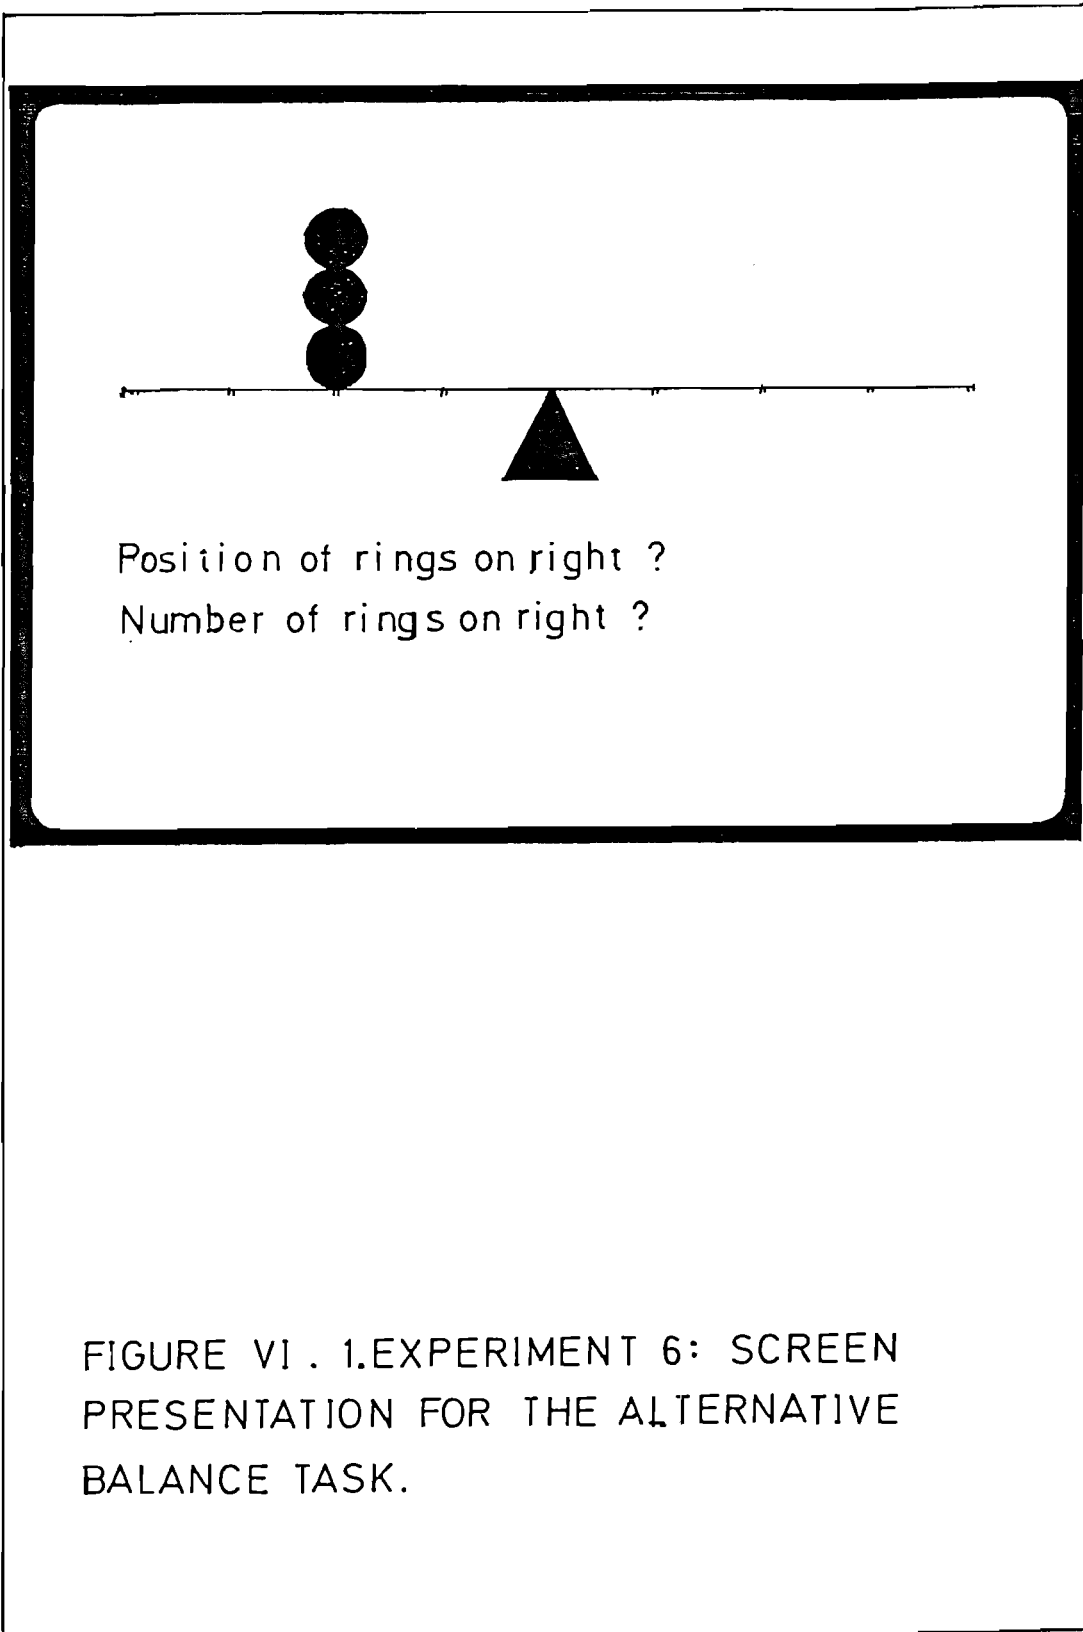 Position of rings on right ?
Number of rings on right ?
FIGURE VI . 1.EXPERIMENT 6: SCREEN
PRESENTATION FOR THE ALTERNATIVE
BALANCE TASK.